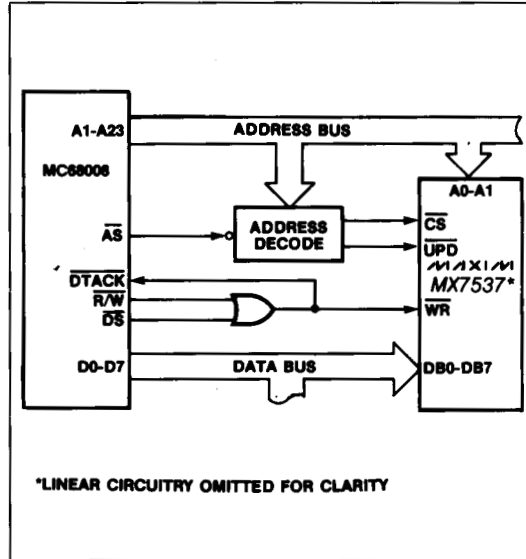 A1-A23
ADDRESS BUS
MC68008
A0-A1
AS
ADDRESS
DECODE
CS
UPD
MAXIM
MX7537*
DTACK
R/W
DS
WR
D0-D7
DATA BUS
DB0-DB7
*LINEAR CIRCUITRY OMITTED FOR CLARITY